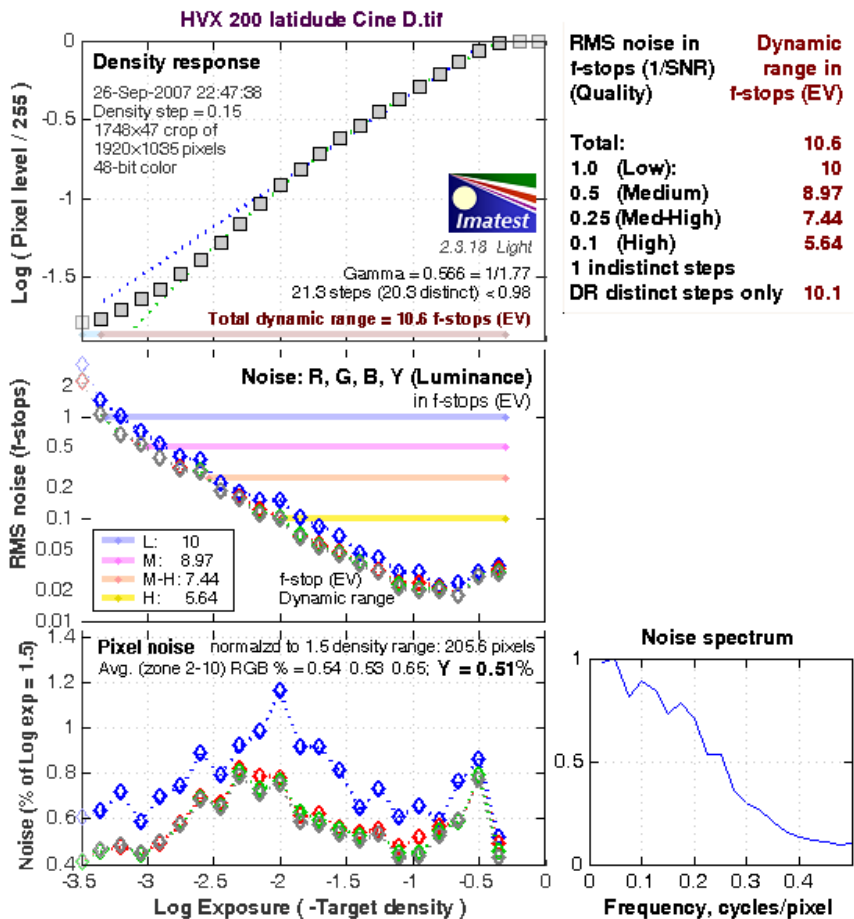 HVX 200 latidude Cine D.tif
Log ( Pixel level / 255)
0
-0.5
-1
-1.5
Density response
26-Sep-2007 22:47:38
Density step = 0.15
1748x47 crop of
1920x1035 pixels
48-bit color
Imatest
2.3.18 Light
Gamma = 0.566 = 1/1.77
21.3 steps (20.3 distinct) < 0.98
Total dynamic range = 10.6 f-stops (EV)
RMS noise in Dynamic
f-stops (1/SNR) range in
(Quality) f-stops (EV)
Total: 10.6
1.0 (Low): 10
0.5 (Medium) 8.97
0.25 (Med-High) 7.44
0.1 (High) 5.64
1 indistinct steps
DR distinct steps only 10.1
RMS noise (f-stops)
2
1
0.5
0.2
0.1
0.05
0.02
0.01
Noise: R, G, B, Y (Luminance)
in f-stops (EV)
L: 10
M: 8.97
M-H: 7.44
H: 5.64
f-stop (EV)
Dynamic range
Noise (% of Log exp = 1.5)
1.4
1.2
1
0.8
0.6
0.4
Pixel noise normalzd to 1.5 density range: 205.6 pixels
Avg. (zone 2-10) RGB % = 0.54 0.53 0.65; Y = 0.51%
-3.5 -3 -2.5 -2 -1.5 -1 -0.5 0
Log Exposure ( -Target density)
Noise spectrum
1
0.5
0
0 0.2 0.4
Frequency, cycles/pixel